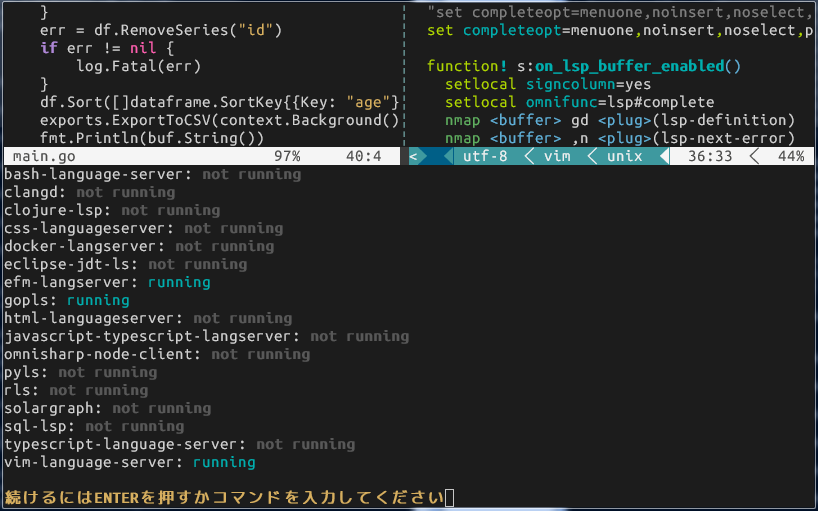 }
err = df.RemoveSeries("id")
if err != nil {
log.Fatal(err)
}
df.Sort([]dataframe.SortKey{{Key: "age"}
exports.ExportToCSV(context.Background()
fmt.Println(buf.String())
main.go 97% 40:4
"set completeopt=menuone,noinsert,noselect,
set completeopt=menuone,noinsert,noselect,p
function! s:on_lsp_buffer_enabled()
setlocal signcolumn=yes
setlocal omnifunc=lsp#complete
nmap <buffer> gd <plug>(lsp-definition)
nmap <buffer> ,n <plug>(lsp-next-error)
< utf-8 < vim < unix 36:33 < 44%
bash-language-server: not running
clangd: not running
clojure-lsp: not running
css-languageserver: not running
docker-langserver: not running
eclipse-jdt-ls: not running
efm-langserver: running
gopls: running
html-languageserver: not running
javascript-typescript-langserver: not running
omnisharp-node-client: not running
pyls: not running
rls: not running
solargraph: not running
sql-lsp: not running
typescript-language-server: not running
vim-language-server: running
続けるにはENTERを押すかコマンドを入力してください